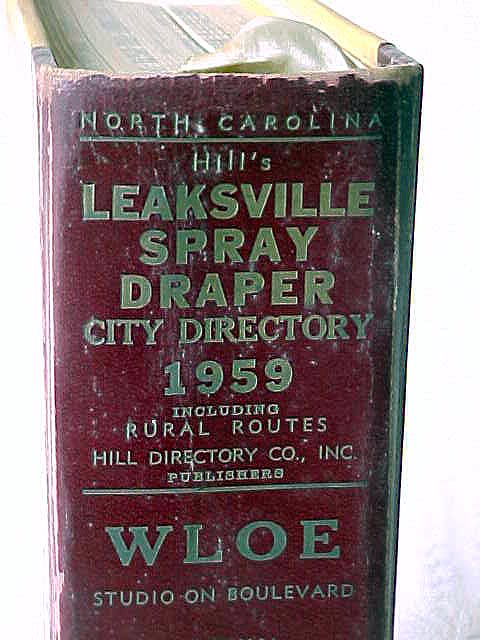 NORTH CAROLINA
Hill's
LEAKSVILLE
SPRAY
DRAPER
CITY DIRECTORY
1959
INCLUDING
RURAL ROUTES
HILL DIRECTORY CO., INC.
PUBLISHERS
WLOE
STUDIO ON BOULEVARD